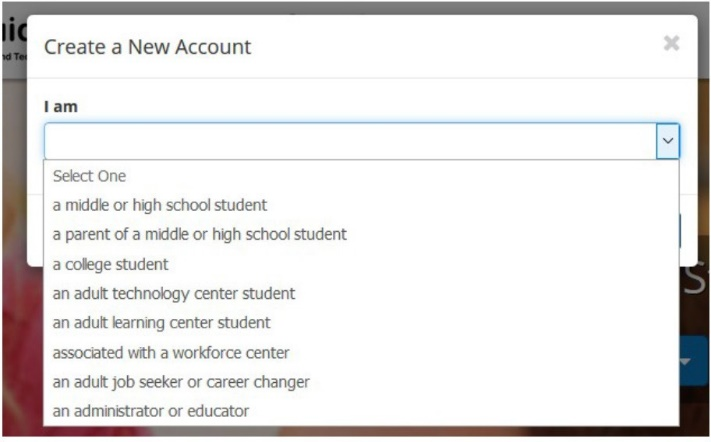 nd Te
Create a New Account
I am
Select One
a middle or high school student
a parent of a middle or high school student
a college student
an adult technology center student
an adult learning center student
associated with a workforce center
an adult job seeker or career changer
an administrator or educator